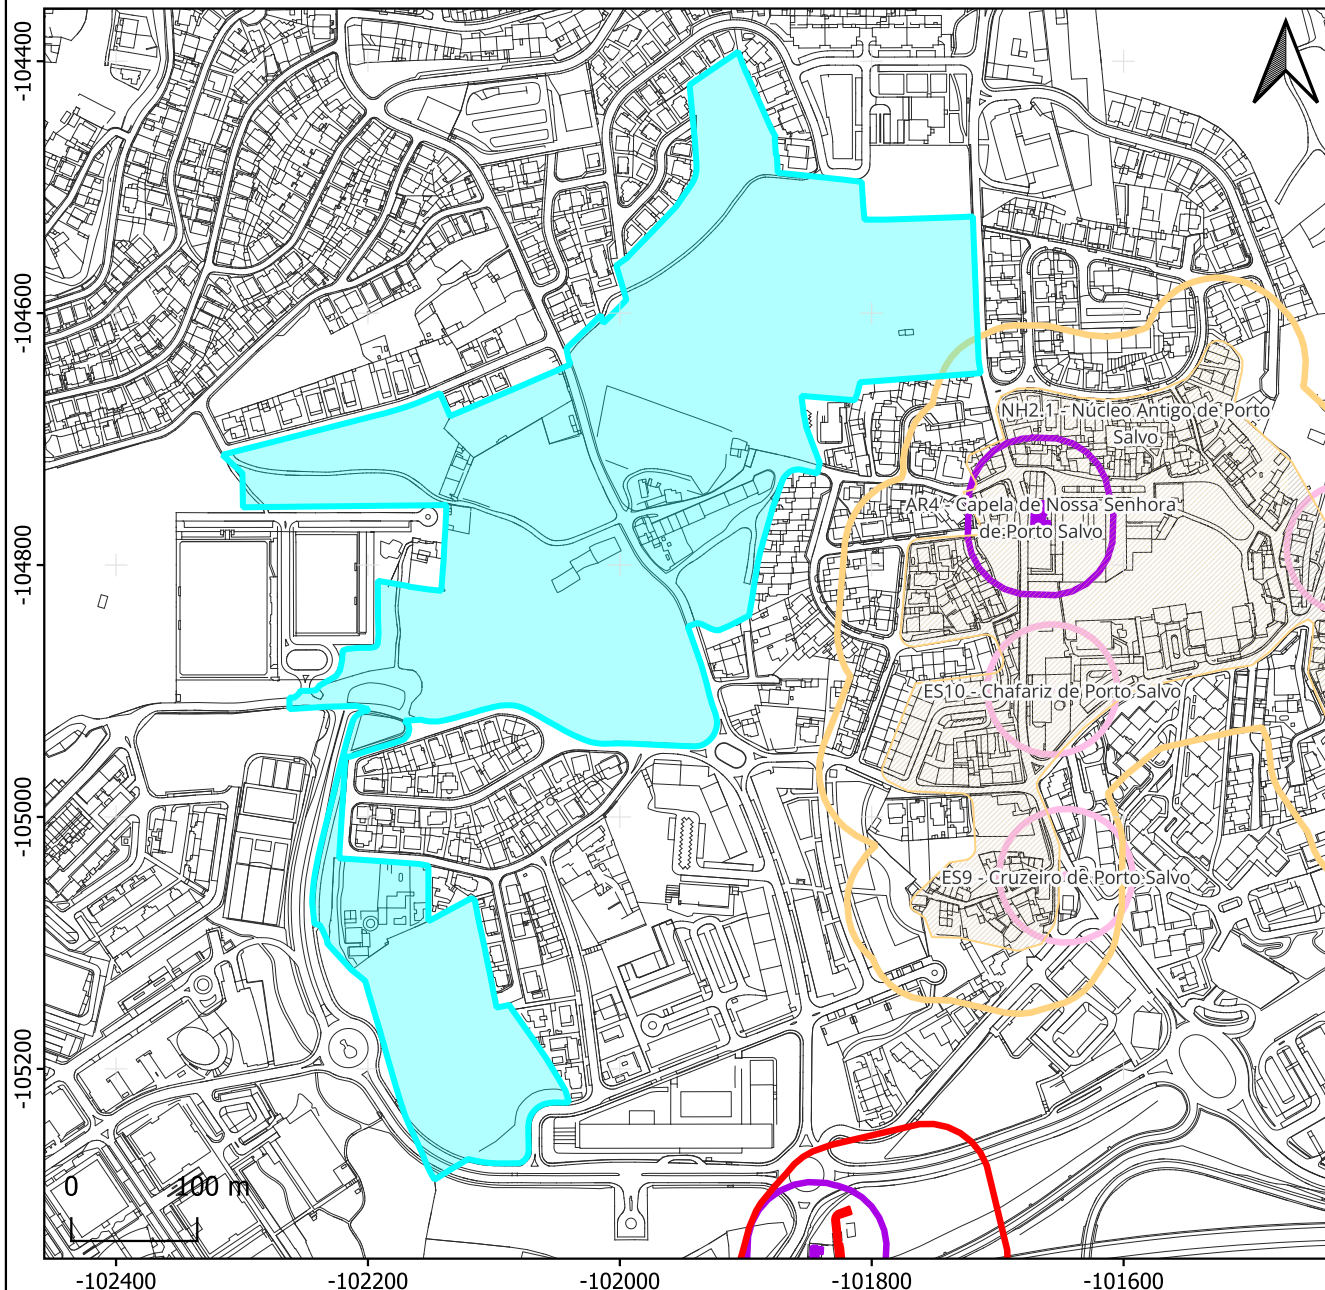 -104400
-104600
-104800
-105000
-105200
NH2.1 - Núcleo Antigo de Porto
Salvo
AR4 - Capela de Nossa Senhora
de Porto Salvo
ES10 - Chafariz de Porto Salvo
ES9 - Cruzeiro de Porto Salvo
0 100 m
-102400 -102200 -102000 -101800 -101600